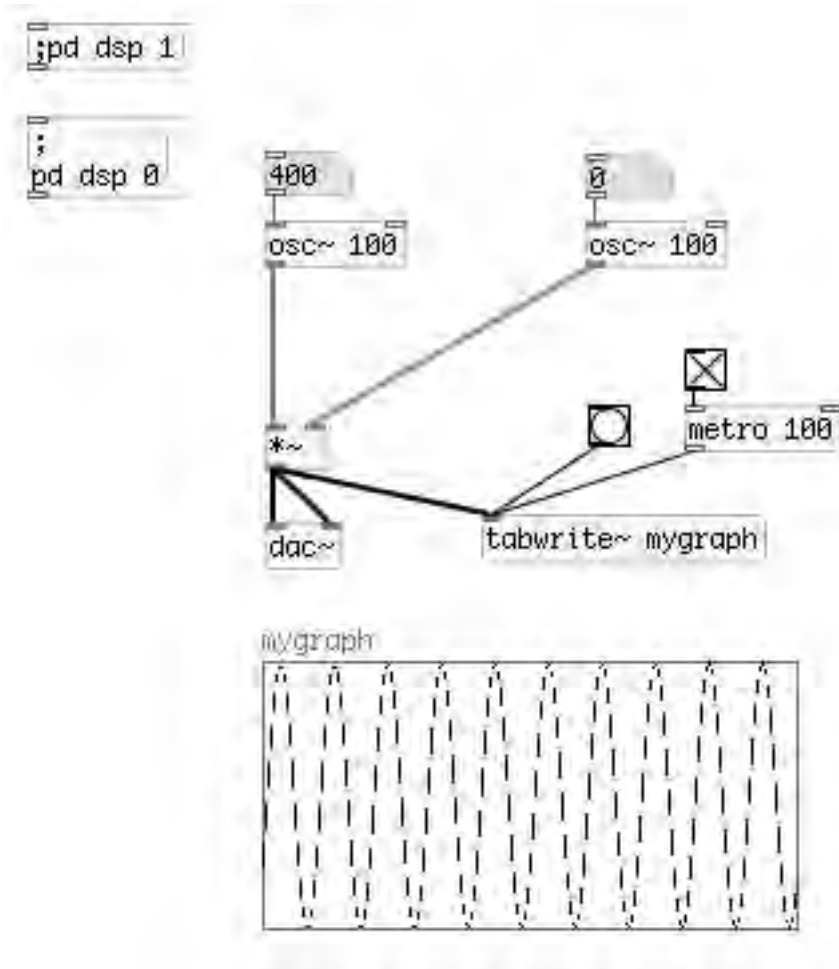 ;pd dsp 1
;
pd dsp 0
400
0
osc~ 100
osc~ 100
metro 100
*~
dac~
tabwrite~ mygraph
mygraph